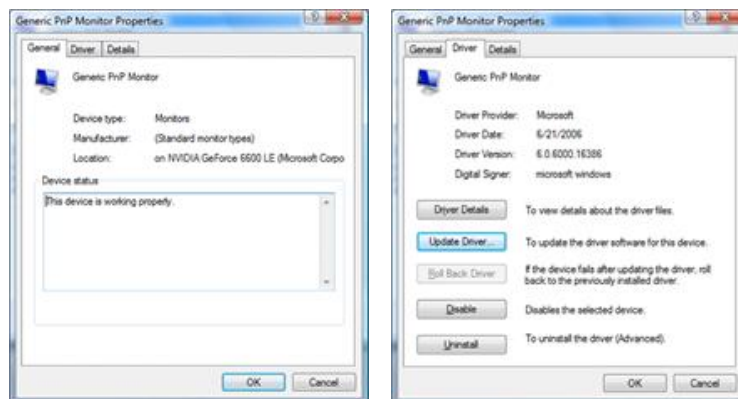 Generic PnP Monitor Properties
General Driver Details
Generic PnP Monitor
Device type: Monitors
Manufacturer: (Standard monitor types)
Location: on NVIDIA GeForce 6600 LE (Microsoft Corpo
Device status
This device is working properly.
OK Cancel
Generic PnP Monitor Properties
General Driver Details
Generic PnP Monitor
Driver Provider: Microsoft
Driver Date: 6/21/2006
Driver Version: 6.0.6000.16386
Digital Signer: microsoft windows
Driver Details To view details about the driver files.
Update Driver... To update the driver software for this device.
Roll Back Driver If the device fails after updating the driver, roll
back to the previously installed driver.
Disable Disables the selected device.
Uninstall To uninstall the driver (Advanced).
OK Cancel